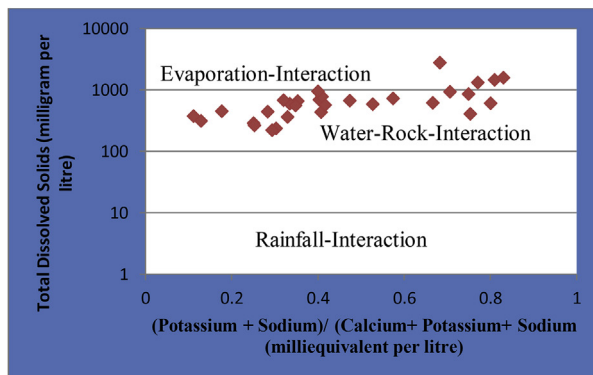 10000
1000
100
10
1
Total Dissolved Solids (milligram per
litre)
Evaporation-Interaction
Water-Rock-Interaction
Rainfall-Interaction
0 0.2 0.4 0.6 0.8 1
(Potassium + Sodium)/ (Calcium+ Potassium+ Sodium
(milliequivalent per litre)